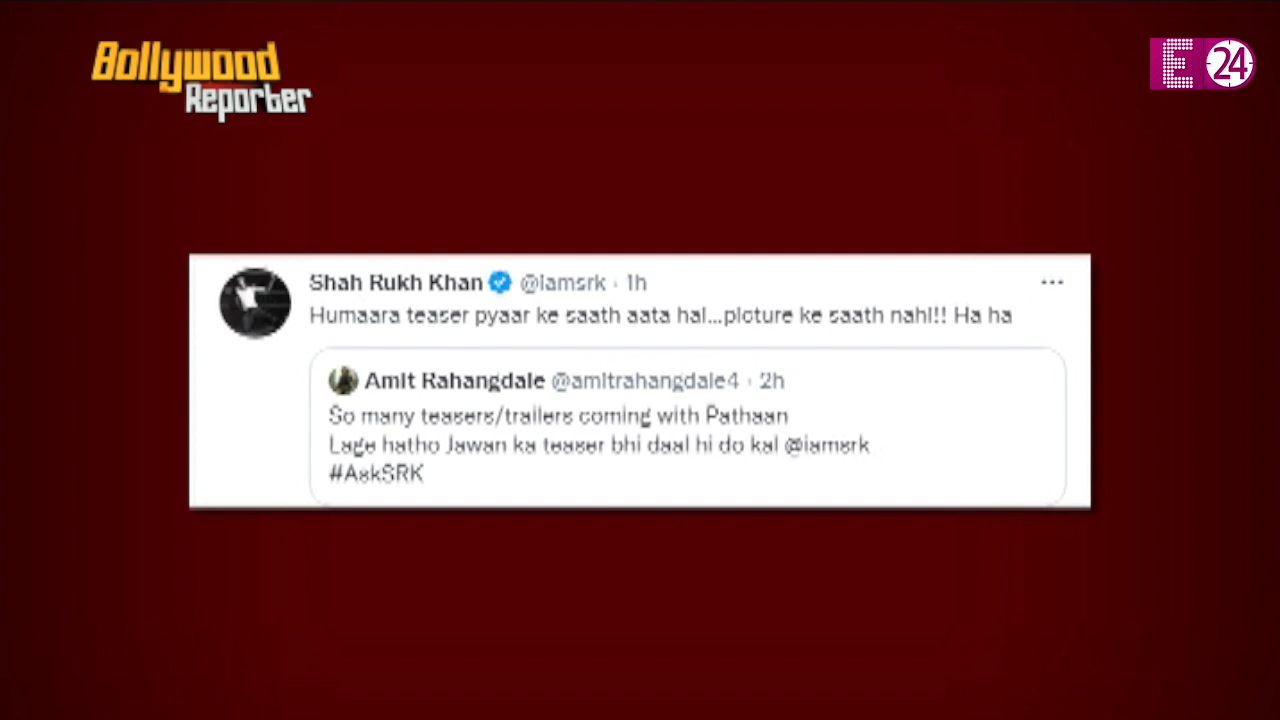 Bollywood
Reporter
E 24
Shah Rukh Khan @iamsrk · 1h
Humaara teaser pyaar ke saath aata hai...picture ke saath nahi!! Ha ha
Amit Rahangdale @amitrahangdale4 · 2h
So many teasers/trailers coming with Pathaan
Lage hatho Jawan ka teaser bhi daal hi do kal @iamsrk
#AskSRK